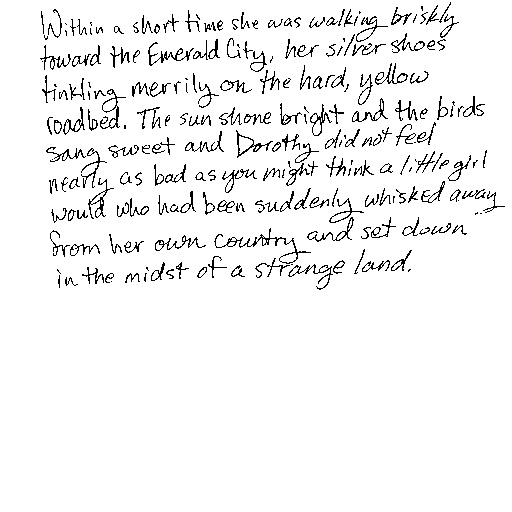 Within a short time she was walking briskly
toward the Emerald City, her silver shoes
tinkling merrily on the hard, yellow
roadbed. The sun shone bright and the birds
sang sweet and Dorothy did not feel
nearly as bad as you might think a little girl
would who had been suddenly whisked away
from her own country and set down
in the midst of a strange land.